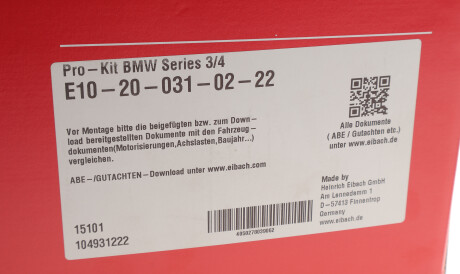 Pro-Kit BMW Series 3/4
E10-20-031-02-22
Vor Montage bitte die beigefügten bzw. zum Down-
load bereitgestellten Dokumente mit den Fahrzeug-
dokumenten(Motorisierungen,Achslasten,Baujahr...)
vergleichen.
ABE-/GUTACHTEN-Download unter www.eibach.com
Alle Dokumente
(ABE / Gutachten etc.)
unter www.eibach.de
15101
104931222
Made by
Heinrich Eibach GmbH
Am Lennedamm 1
D-57413 Finnentrop
Germany
www.eibach.de